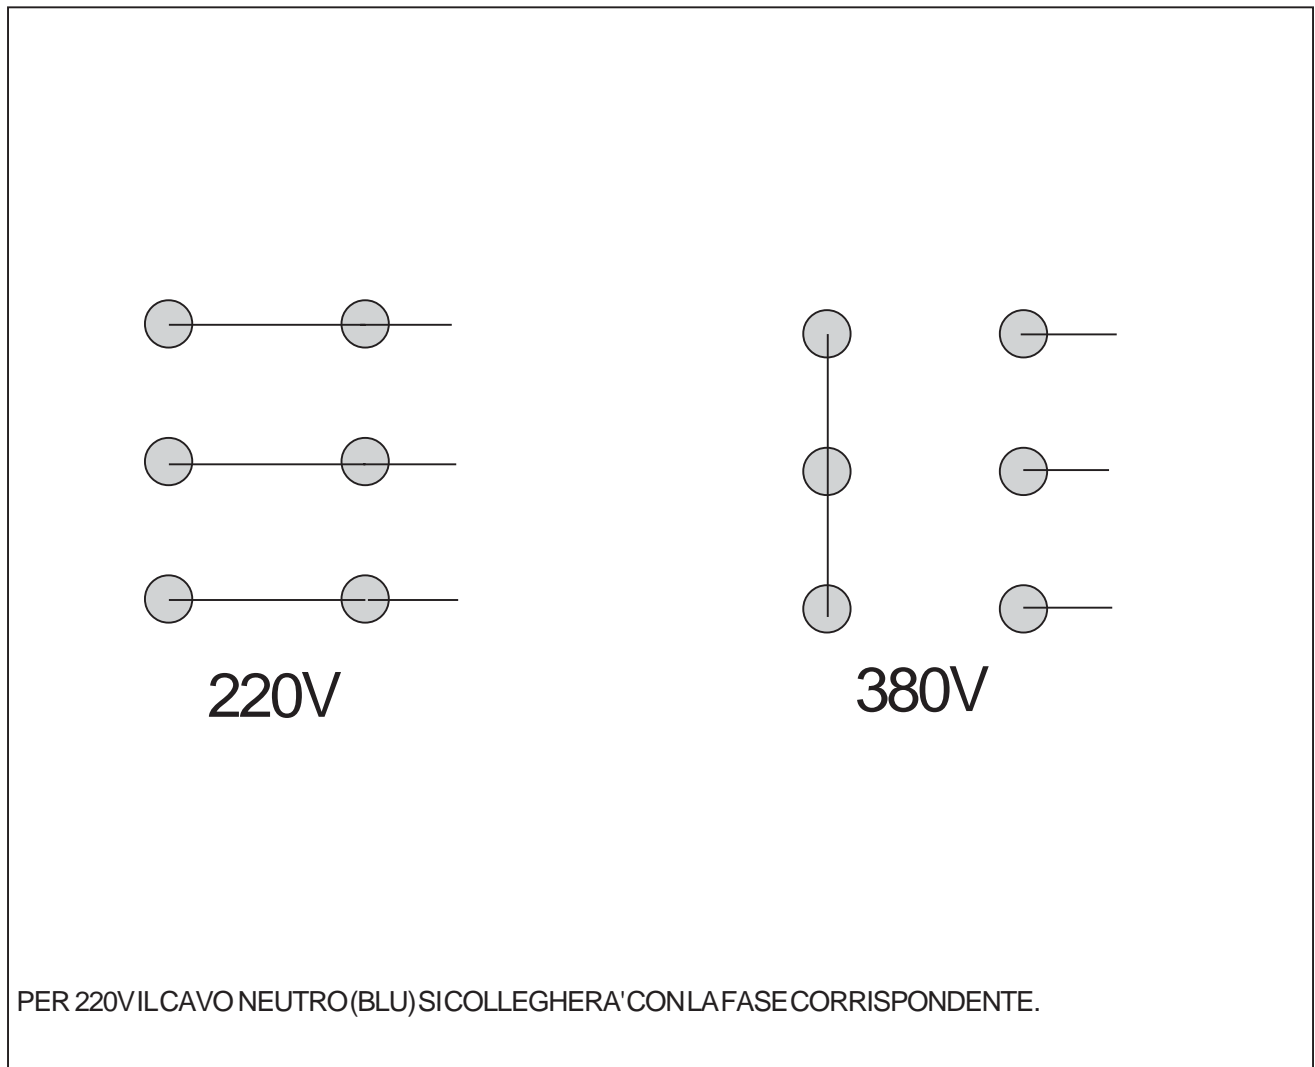 220V
380V
PER 220V IL CAVO NEUTRO (BLU) SI COLLEGHERA' CON LA FASE CORRISPONDENTE.